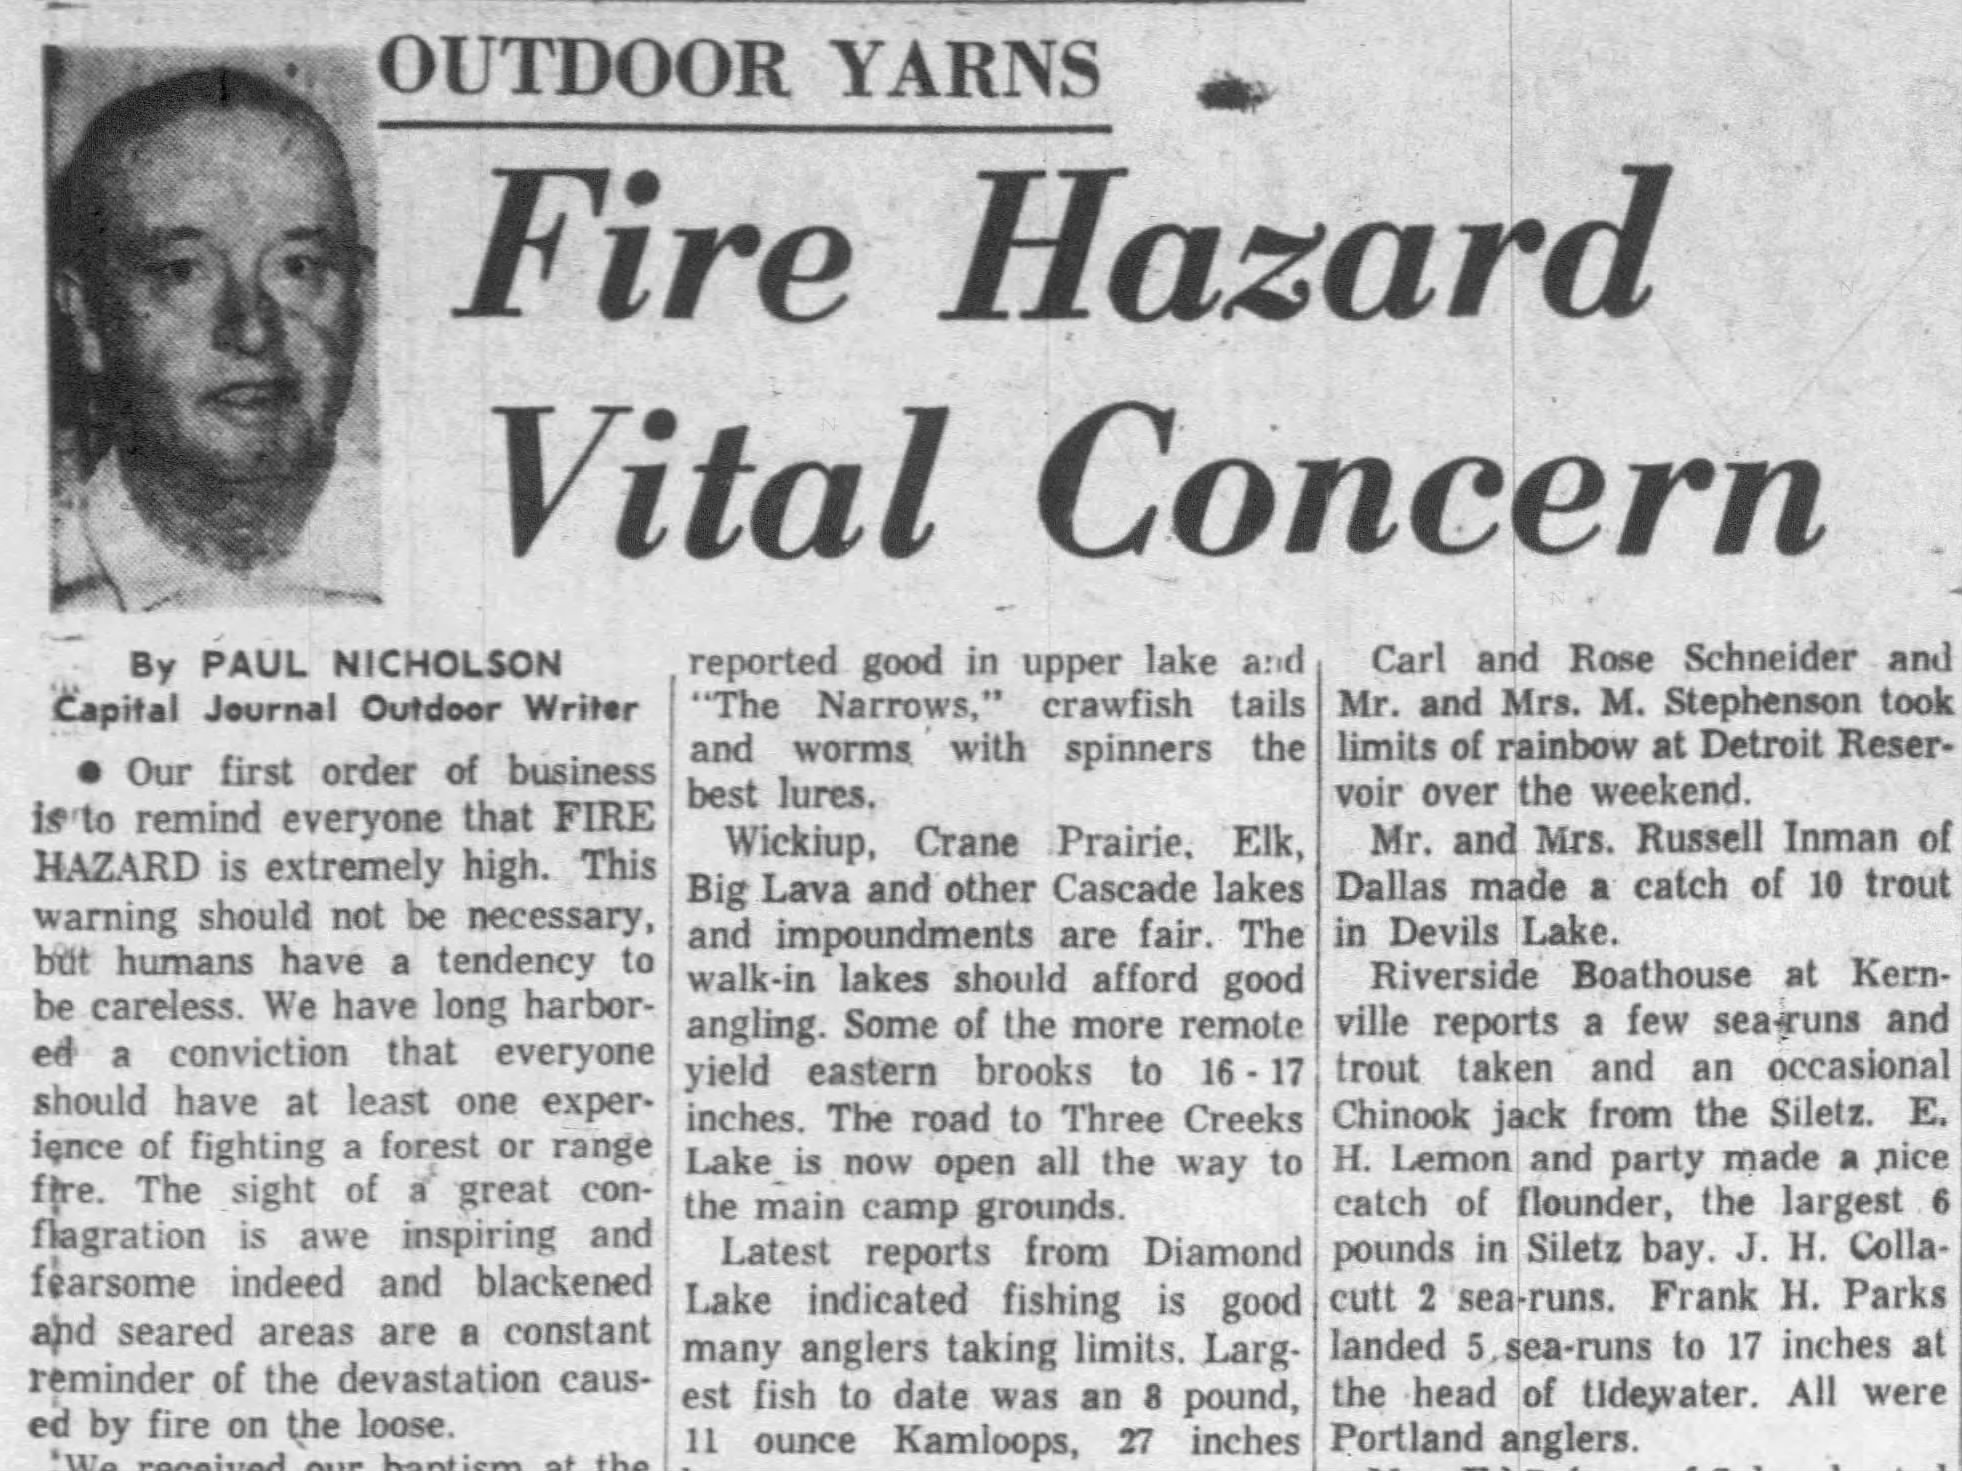 OUTDOOR YARNS
Fire Hazard
Vital Concern
By PAUL NICHOLSON
Capital Journal Outdoor Writer
● Our first order of business
is to remind everyone that FIRE
HAZARD is extremely high. This
warning should not be necessary,
but humans have a tendency to
be careless. We have long harbor-
ed a conviction that everyone
should have at least one exper-
ience of fighting a forest or range
fire. The sight of a great con-
flagration is awe inspiring and
fearsome indeed and blackened
and seared areas are a constant
reminder of the devastation caus-
ed by fire on the loose.
We received our baptism at the
reported good in upper lake and
"The Narrows," crawfish tails
and worms with spinners the
best lures.
Wickiup, Crane Prairie, Elk,
Big Lava and other Cascade lakes
and impoundments are fair. The
walk-in lakes should afford good
angling. Some of the more remote
yield eastern brooks to 16 - 17
inches. The road to Three Creeks
Lake is now open all the way to
the main camp grounds.
Latest reports from Diamond
Lake indicated fishing is good
many anglers taking limits. Larg-
est fish to date was an 8 pound,
11 ounce Kamloops, 27 inches
Carl and Rose Schneider and
Mr. and Mrs. M. Stephenson took
limits of rainbow at Detroit Reser-
voir over the weekend.
Mr. and Mrs. Russell Inman of
Dallas made a catch of 10 trout
in Devils Lake.
Riverside Boathouse at Kern-
ville reports a few sea-runs and
trout taken and an occasional
Chinook jack from the Siletz. E.
H. Lemon and party made a nice
catch of flounder, the largest 6
pounds in Siletz bay. J. H. Colla-
cutt 2 sea-runs. Frank H. Parks
landed 5 sea-runs to 17 inches at
the head of tidewater. All were
Portland anglers.